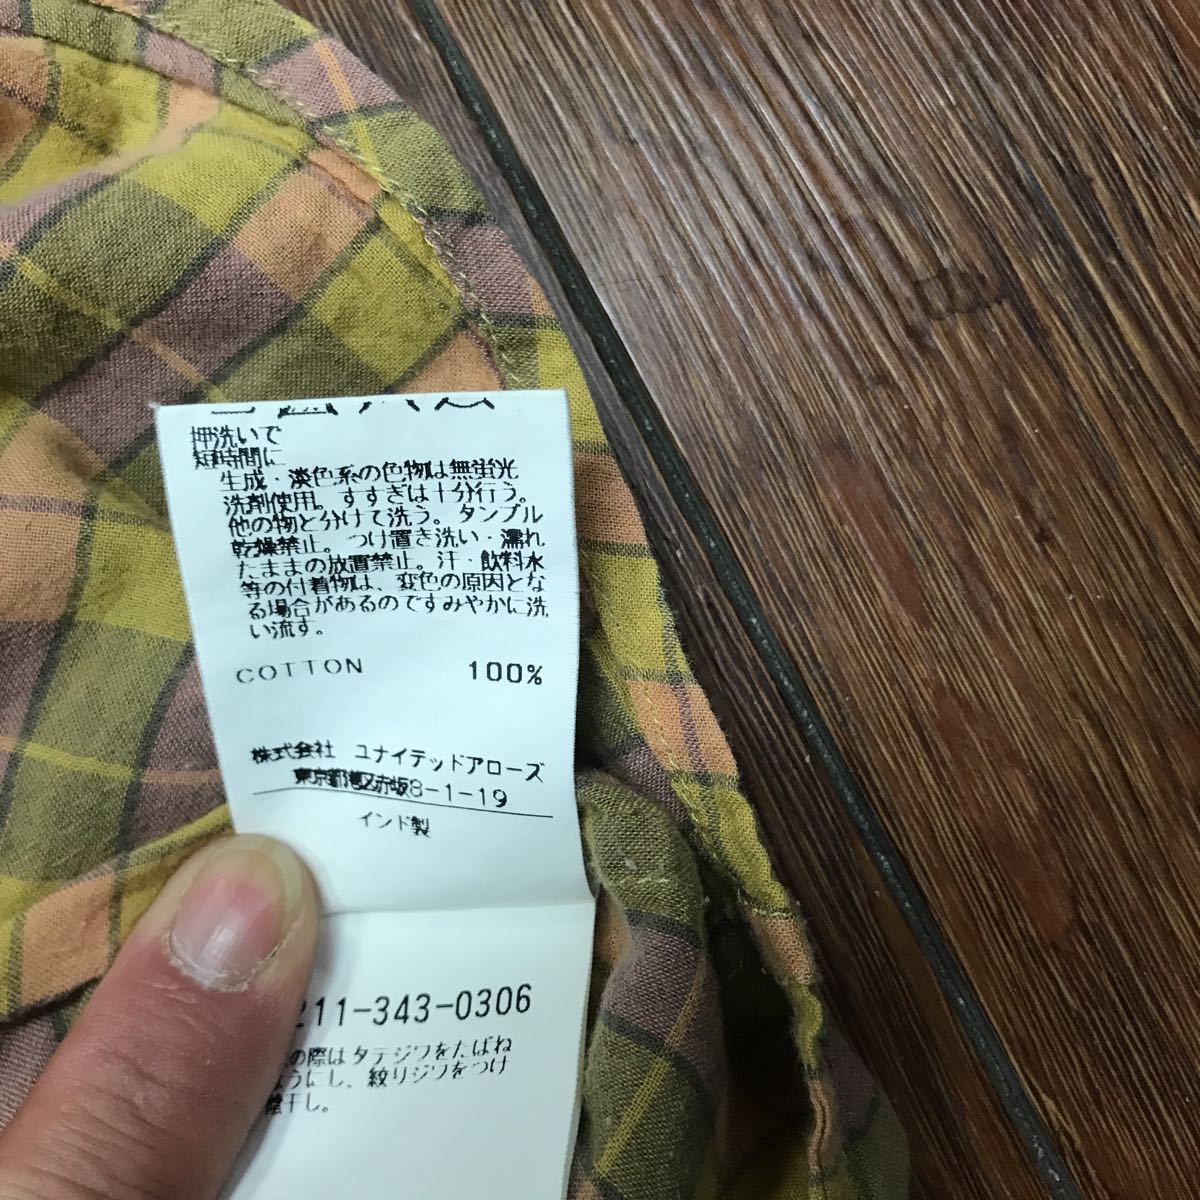 押洗いで
短時間に
生成・淡色系の色物は無蛍光
洗剤使用。すすぎは十分行う。
他の物と分けて洗う。タンブル
乾燥禁止。つけ置き洗い・濡れ
たままの放置禁止。汗・飲料水
等の付着物は、変色の原因とな
る場合があるのですみやかに洗
い流す。
COTTON 100%
株式会社 ユナイテッドアローズ
東京都港区赤坂8-1-19
インド製
211-343-0306
の際はタテジワをたばね
ようにし、絞りジワをつけ
陰干し。